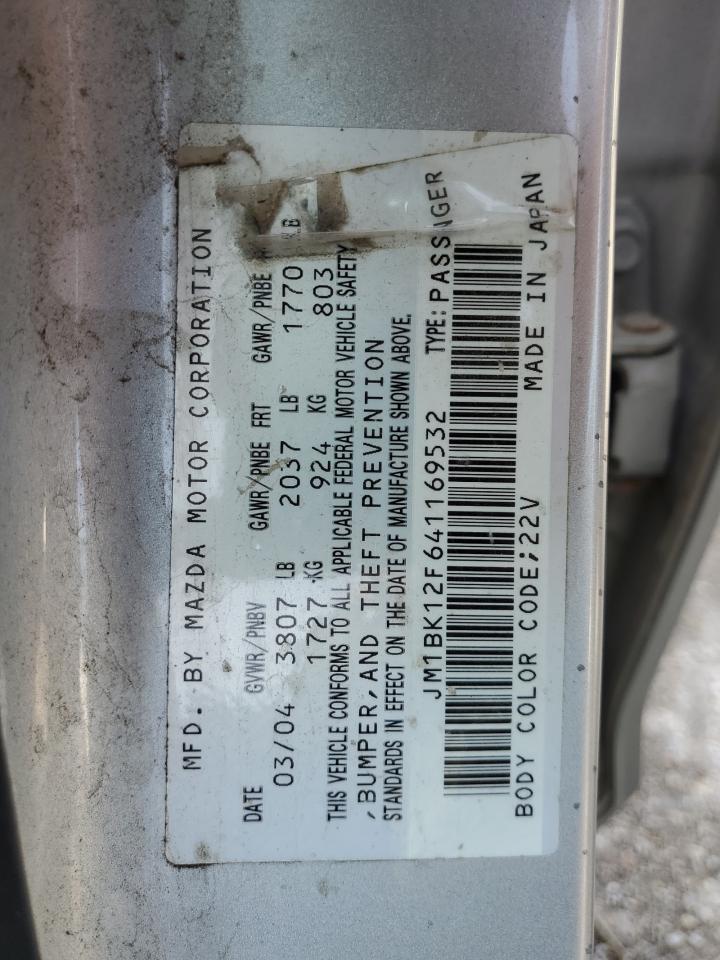 MFD. BY MAZDA MOTOR CORPORATION
DATE GVWR/PNBV GAWR/PNBE FRT GAWR/PNBE
03/04 3807 LB 2037 LB 1770 LB
1727 KG 924 KG 803
THIS VEHICLE CONFORMS TO ALL APPLICABLE FEDERAL MOTOR VEHICLE SAFETY
,BUMPER,AND THEFT PREVENTION
STANDARDS IN EFFECT ON THE DATE OF MANUFACTURE SHOWN ABOVE.
JM1BK12F641169532 TYPE:PASSENGER
BODY COLOR CODE;22V MADE IN JAPAN